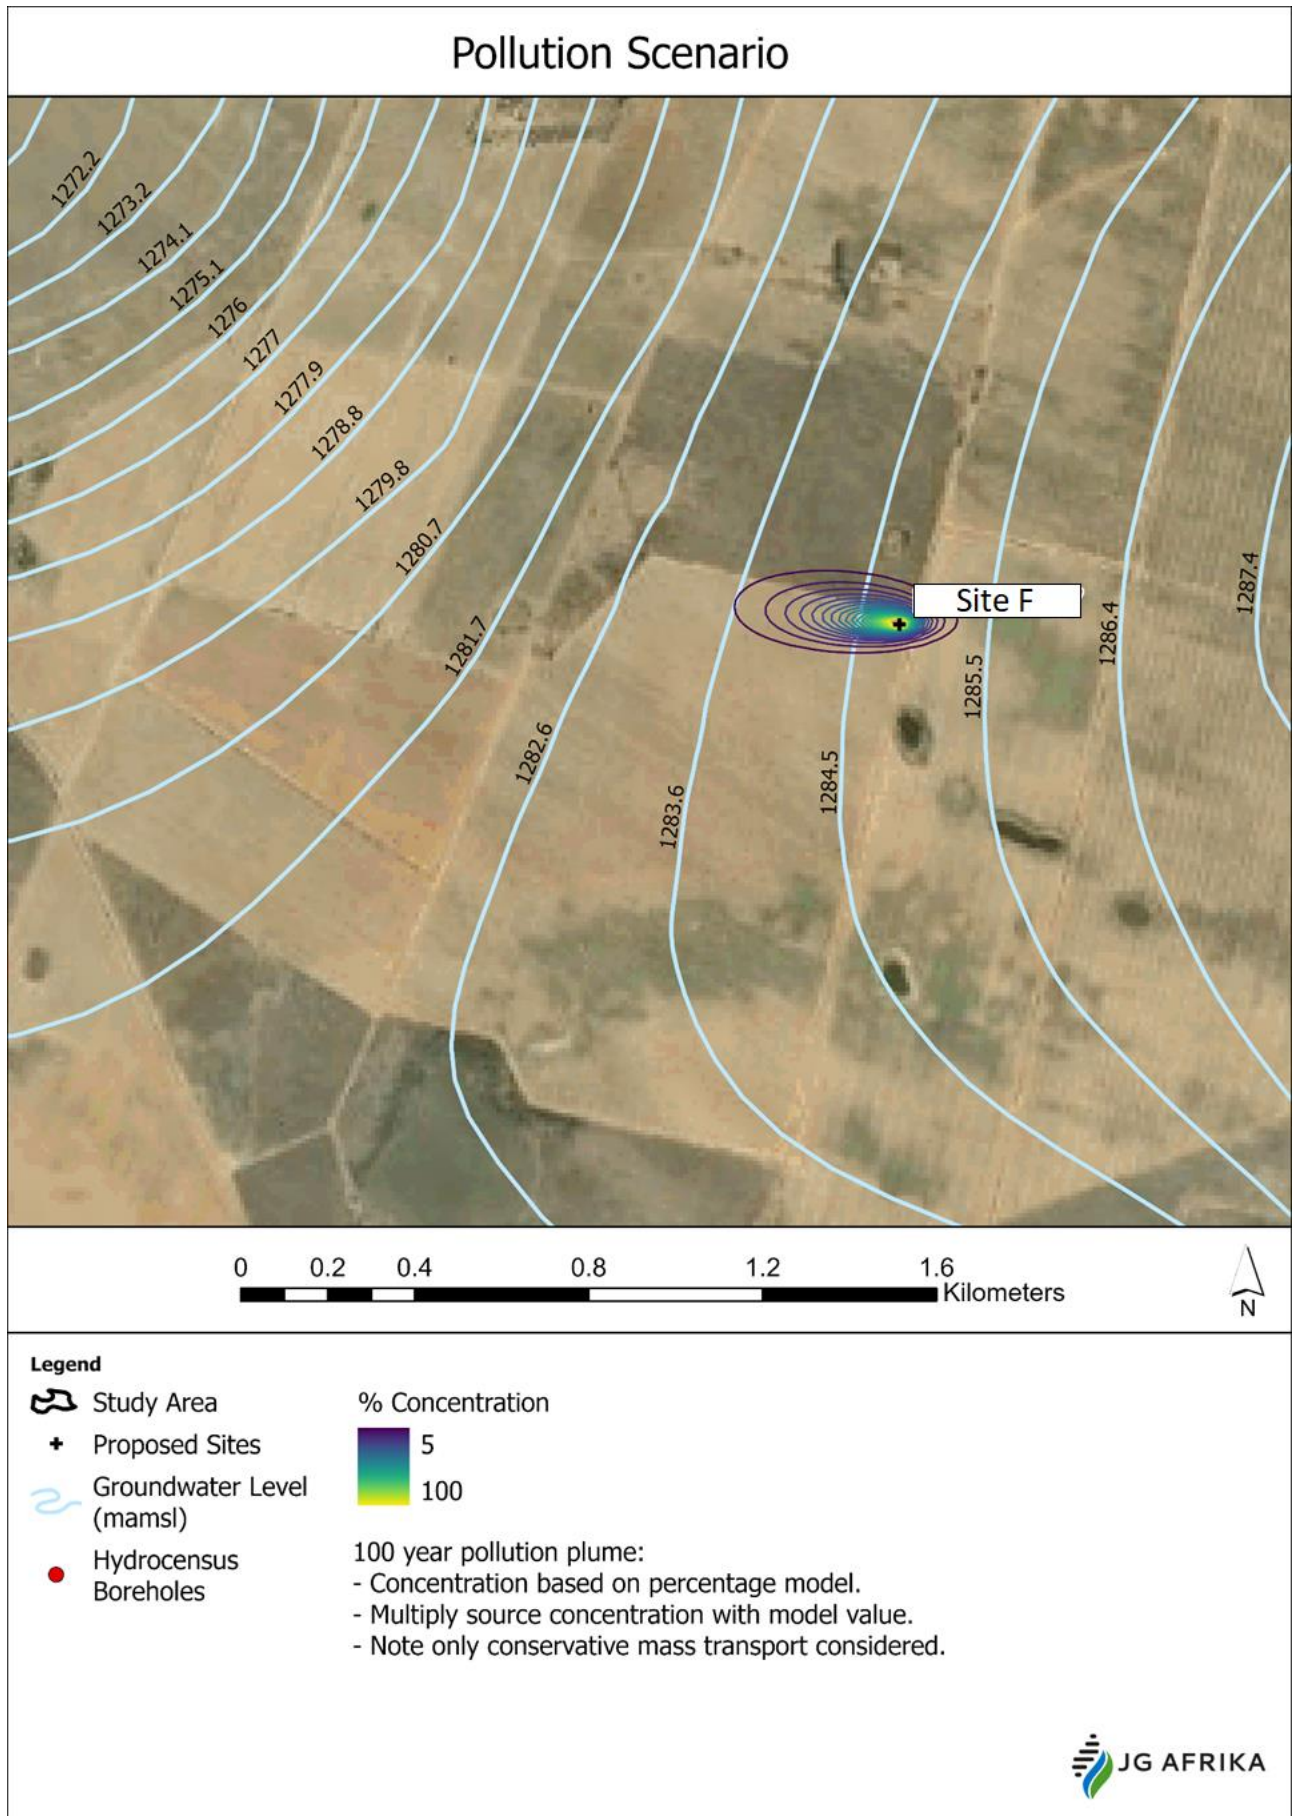 Pollution Scenario
1272.2
1273.2
1274.1
1275.1
1276
1277
1277.9
1278.8
1279.8
1280.7
1281.7
1282.6
1283.6
1284.5
1285.5
1286.4
1287.4
Site F
0 0.2 0.4 0.8 1.2 1.6
Kilometers
N
Legend
Study Area
Proposed Sites
Groundwater Level
(mamsl)
Hydrocensus
Boreholes
% Concentration
5
100
100 year pollution plume:
- Concentration based on percentage model.
- Multiply source concentration with model value.
- Note only conservative mass transport considered.
JG AFRIKA